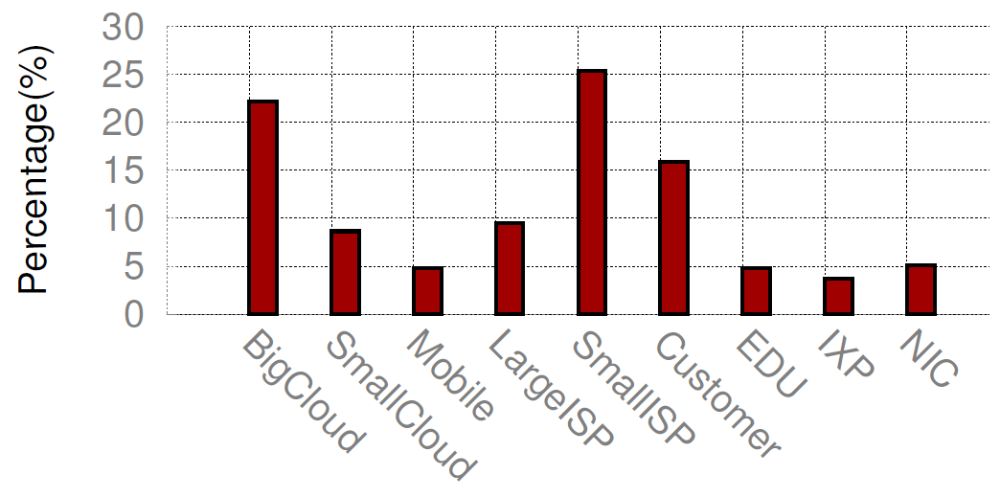 Percentage(%)
30
25
20
15
10
5
0
BigCloud
SmallCloud
Mobile
LargeISP
SmallISP
Customer
EDU
IXP
NIC